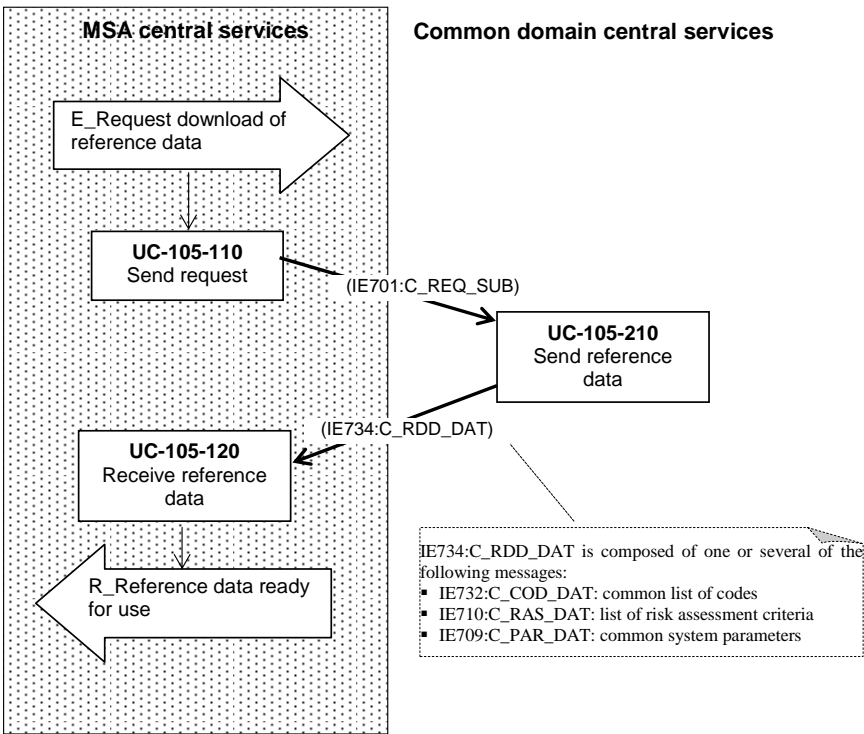 MSA central services
Common domain central services
E_Request download of
reference data
UC-105-110
Send request
(IE701:C_REQ_SUB)
UC-105-210
Send reference
data
(IE734:C_RDD_DAT)
UC-105-120
Receive reference
data
R_Reference data ready
for use
IE734:C_RDD_DAT is composed of one or several of the
following messages:
▪ IE732:C_COD_DAT: common list of codes
▪ IE710:C_RAS_DAT: list of risk assessment criteria
▪ IE709:C_PAR_DAT: common system parameters